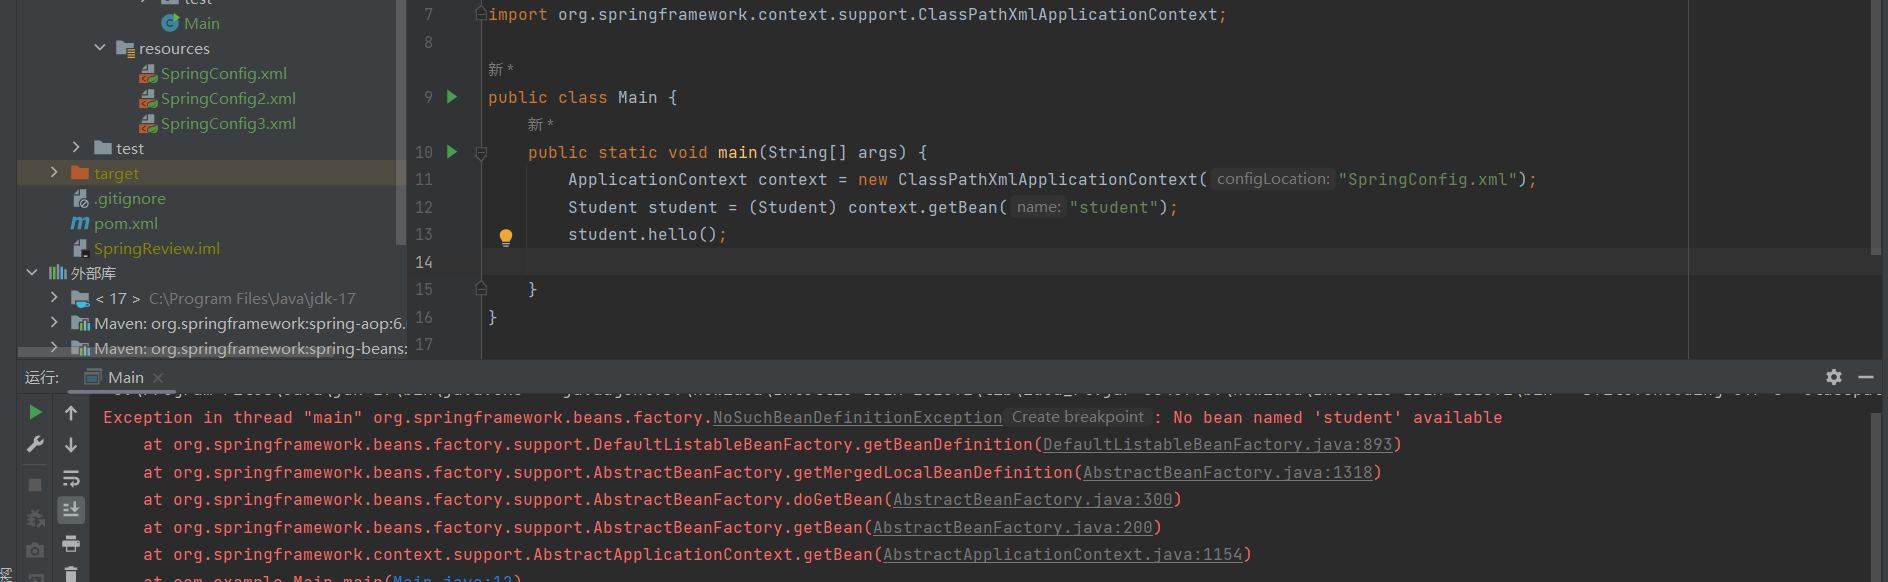 test
Main
resources
SpringConfig.xml
SpringConfig2.xml
SpringConfig3.xml
test
target
.gitignore
pom.xml
SpringReview.iml
外部库
< 17 > C:\Program Files\Java\jdk-17
Maven: org.springframework:spring-aop:6.
Maven: org.springframework:spring-beans:
7 import org.springframework.context.support.ClassPathXmlApplicationContext;
8
新 *
9 public class Main {
新 *
10 public static void main(String[] args) {
11 ApplicationContext context = new ClassPathXmlApplicationContext( configLocation: "SpringConfig.xml");
12 Student student = (Student) context.getBean( name: "student");
13 student.hello();
14
15 }
16 }
17
运行: Main
Exception in thread "main" org.springframework.beans.factory.NoSuchBeanDefinitionException Create breakpoint : No bean named 'student' available
at org.springframework.beans.factory.support.DefaultListableBeanFactory.getBeanDefinition(DefaultListableBeanFactory.java:893)
at org.springframework.beans.factory.support.AbstractBeanFactory.getMergedLocalBeanDefinition(AbstractBeanFactory.java:1318)
at org.springframework.beans.factory.support.AbstractBeanFactory.doGetBean(AbstractBeanFactory.java:300)
at org.springframework.beans.factory.support.AbstractBeanFactory.getBean(AbstractBeanFactory.java:200)
at org.springframework.context.support.AbstractApplicationContext.getBean(AbstractApplicationContext.java:1154)
at com.example.Main.main(Main.java:12)